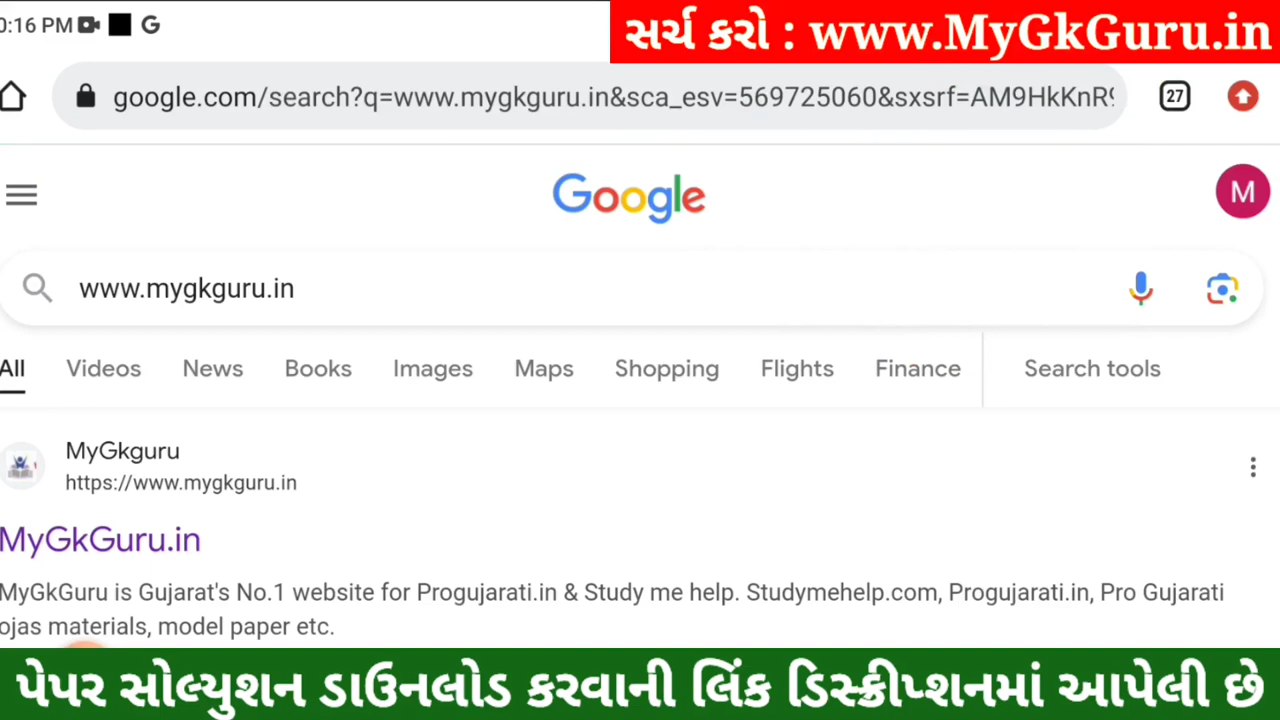 0:16 PM G
સર્ચ કરો : www.MyGkGuru.in
google.com/search?q=www.mygkguru.in&sca_esv=569725060&sxsrf=AM9HkKnR9
27
Google
M
www.mygkguru.in
All Videos News Books Images Maps Shopping Flights Finance Search tools
MyGkguru
https://www.mygkguru.in
MyGkGuru.in
MyGkGuru is Gujarat's No.1 website for Progujarati.in & Study me help. Studymehelp.com, Progujarati.in, Pro Gujarati
ojas materials, model paper etc.
પેપર સોલ્યુશન ડાઉનલોડ કરવાની લિંક ડિસ્ક્રીપ્શનમાં આપેલી છે